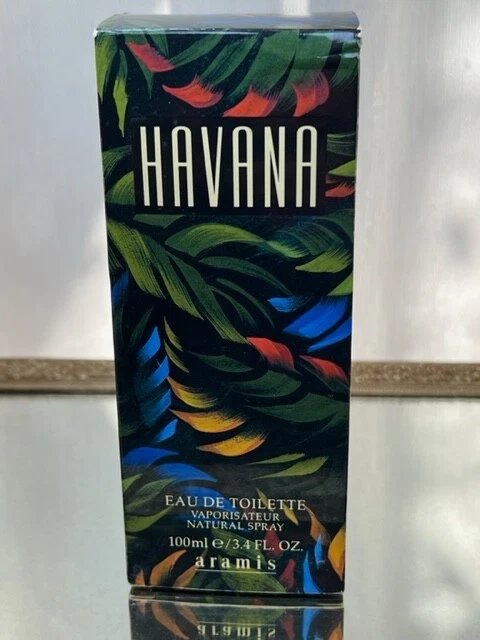 HAVANA
EAU DE TOILETTE
VAPORISATEUR
NATURAL SPRAY
100ml ℮/3.4 FL. OZ.
aramis